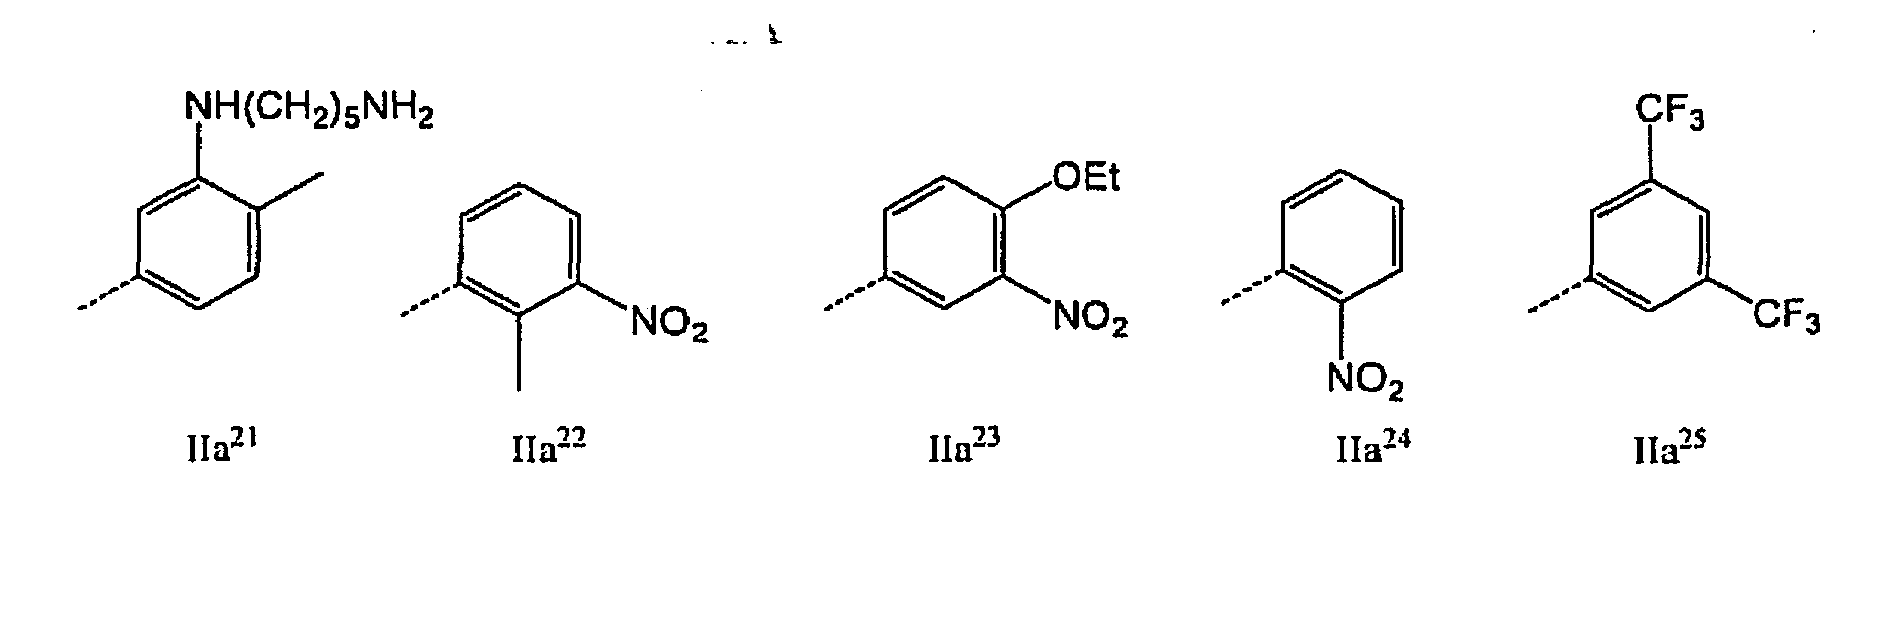 NH(CH₂)₅NH₂
CF₃
OEt
NO₂
NO₂
CF₃
NO₂
IIa²¹ IIa²² IIa²³ IIa²⁴ IIa²⁵